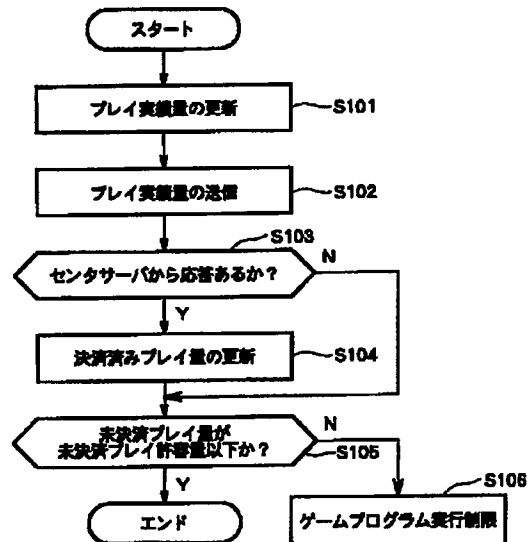 スタート
プレイ実績量の更新
S101
プレイ実績量の送信
S102
S103
センタサーバから応答あるか？
N
Y
決済済みプレイ量の更新
S104
未決済プレイ量が
未決済プレイ許容量以下か？
N
S105
Y
S106
エンド
ゲームプログラム実行制限